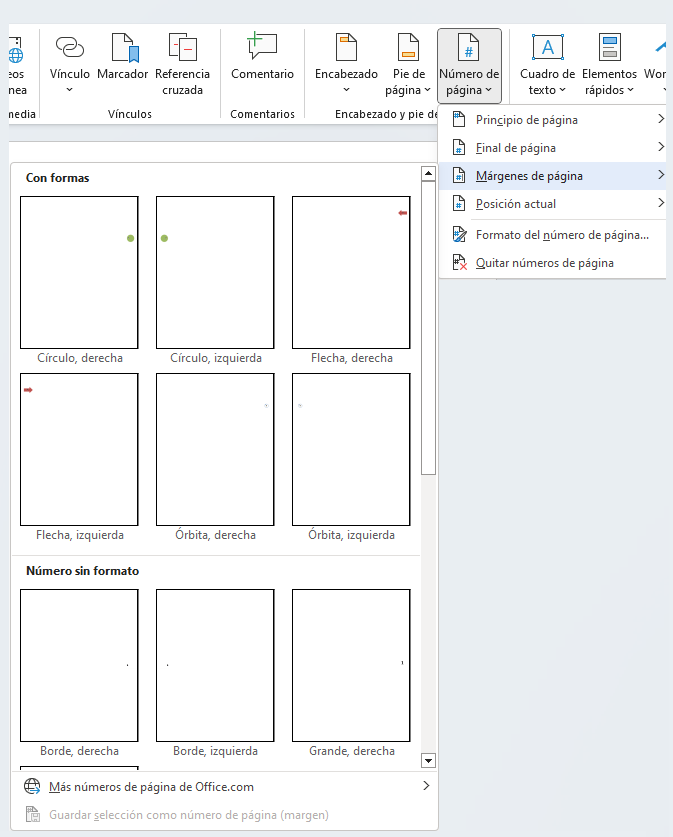 eos
nea
media
Vínculo
Marcador
Referencia
cruzada
Vínculos
Comentario
Comentarios
Encabezado
Pie de
página
Número de
página
Encabezado y pie de
Cuadro de
texto
Elementos
rápidos
Wor
Principio de página
Final de página
Márgenes de página
Posición actual
Formato del número de página...
Quitar números de página
Con formas
Círculo, derecha
Círculo, izquierda
Flecha, derecha
Flecha, izquierda
Órbita, derecha
Órbita, izquierda
Número sin formato
Borde, derecha
Borde, izquierda
Grande, derecha
Más números de página de Office.com
Guardar selección como número de página (margen)